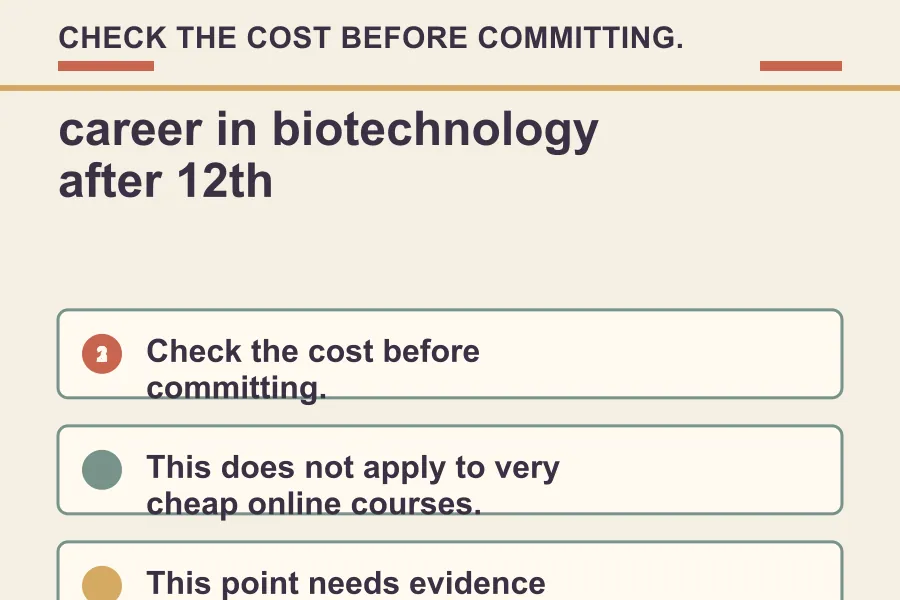 CHECK THE COST BEFORE COMMITTING.
career in biotechnology
after 12th
Check the cost before
committing.
This does not apply to very
cheap online courses.
This point needs evidence